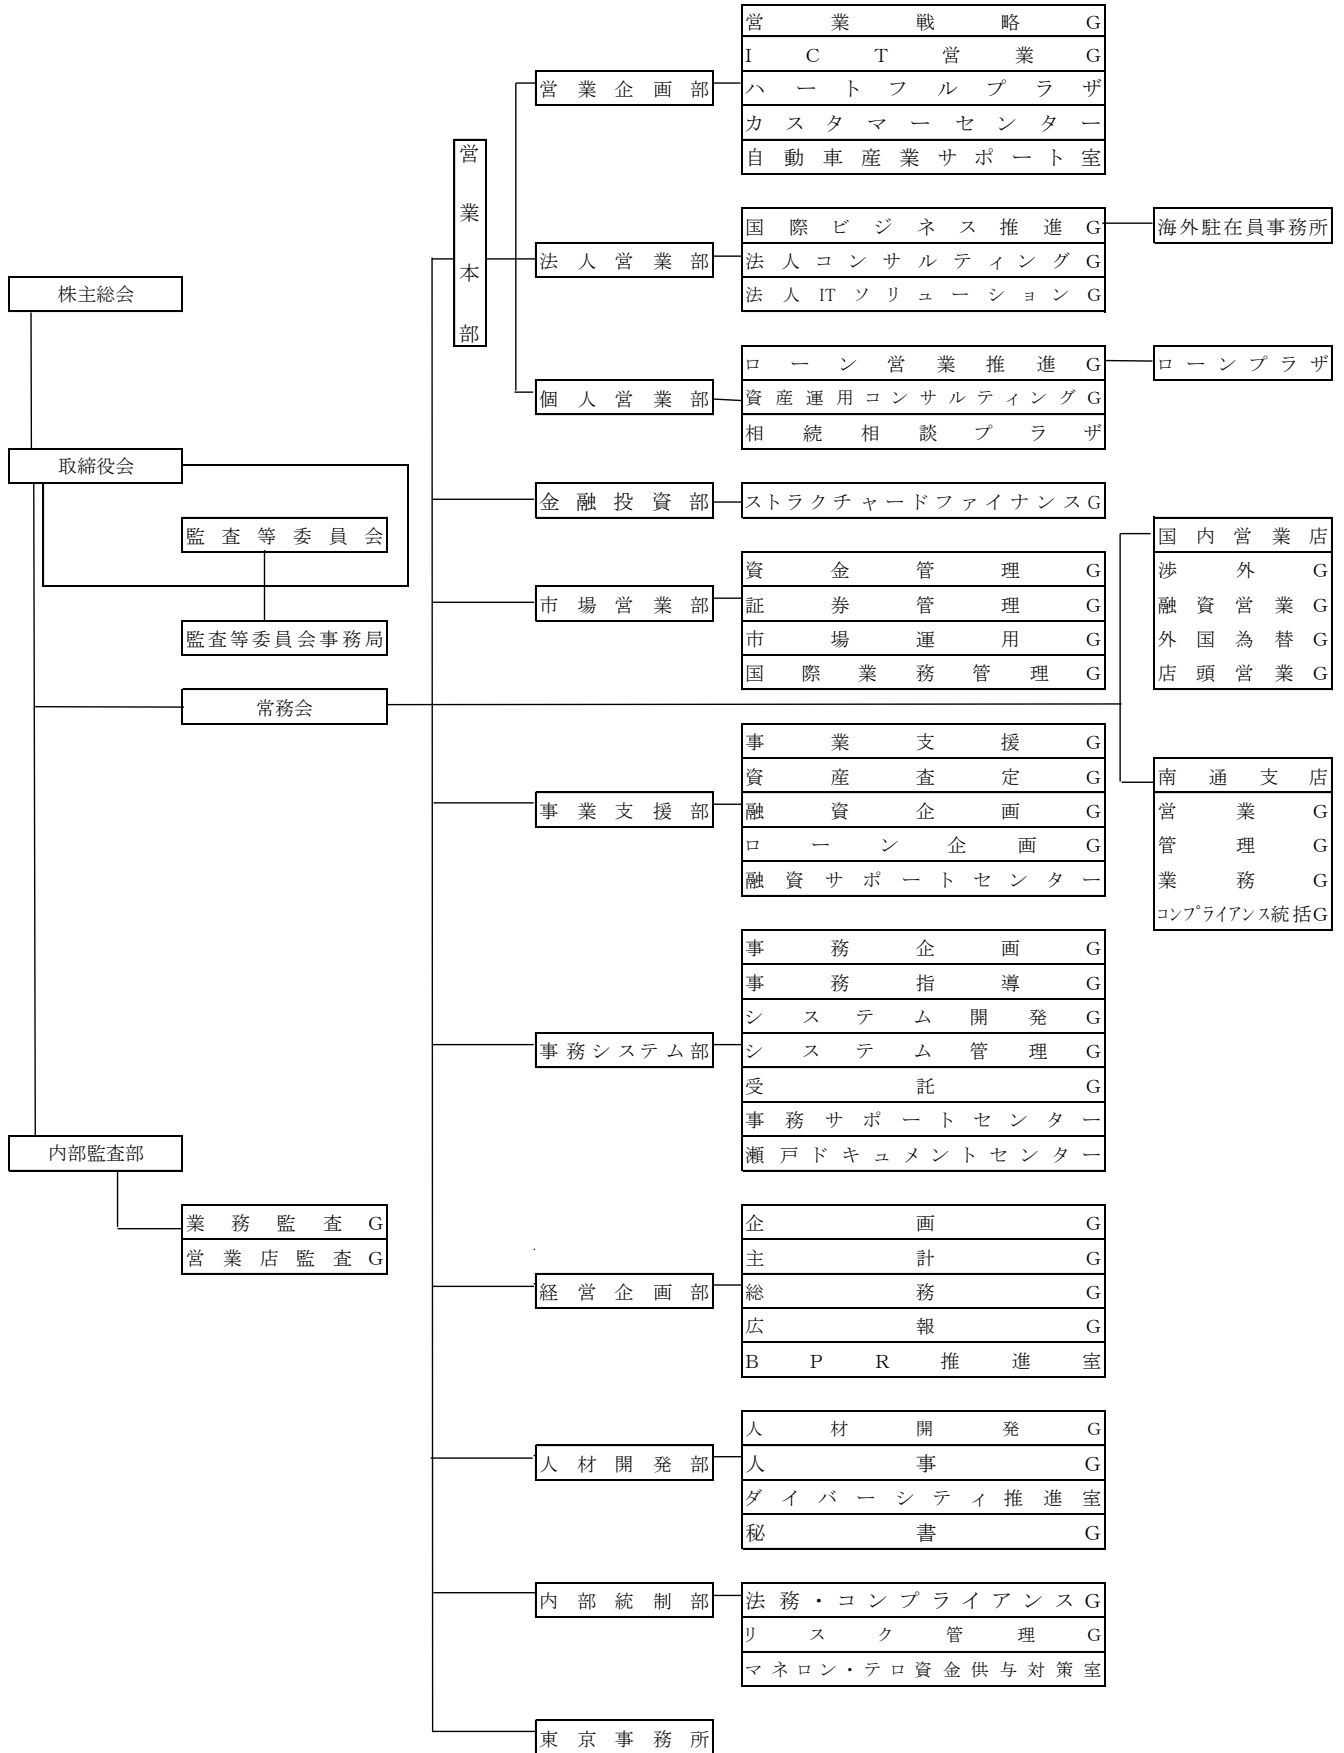 株主総会
取締役会
監査等委員会
監査等委員会事務局
常務会
内部監査部
業務監査G
営業店監査G
営業本部
営業企画部
営業戦略G
ICT営業G
ハートフルプラザ
カスタマーセンター
自動車産業サポート室
法人営業部
国際ビジネス推進G
法人コンサルティングG
法人ITソリューションG
海外駐在員事務所
個人営業部
ローン営業推進G
資産運用コンサルティングG
相続相談プラザ
ローンプラザ
金融投資部
ストラクチャードファイナンスG
市場営業部
資金管理G
証券管理G
市場運用G
国際業務管理G
事業支援部
事業支援G
資産査定G
融資企画G
ローン企画G
融資サポートセンター
事務システム部
事務企画G
事務指導G
システム開発G
システム管理G
受託G
事務サポートセンター
瀬戸ドキュメントセンター
経営企画部
企画G
主計G
総務G
広報G
BPR推進室
人材開発部
人材開発G
人事G
ダイバーシティ推進室
秘書G
内部統制部
法務・コンプライアンスG
リスク管理G
マネロン・テロ資金供与対策室
東京事務所
国内営業店
渉外G
融資営業G
外国為替G
店頭営業G
南通支店
営業G
管理G
業務G
コンプライアンス統括G